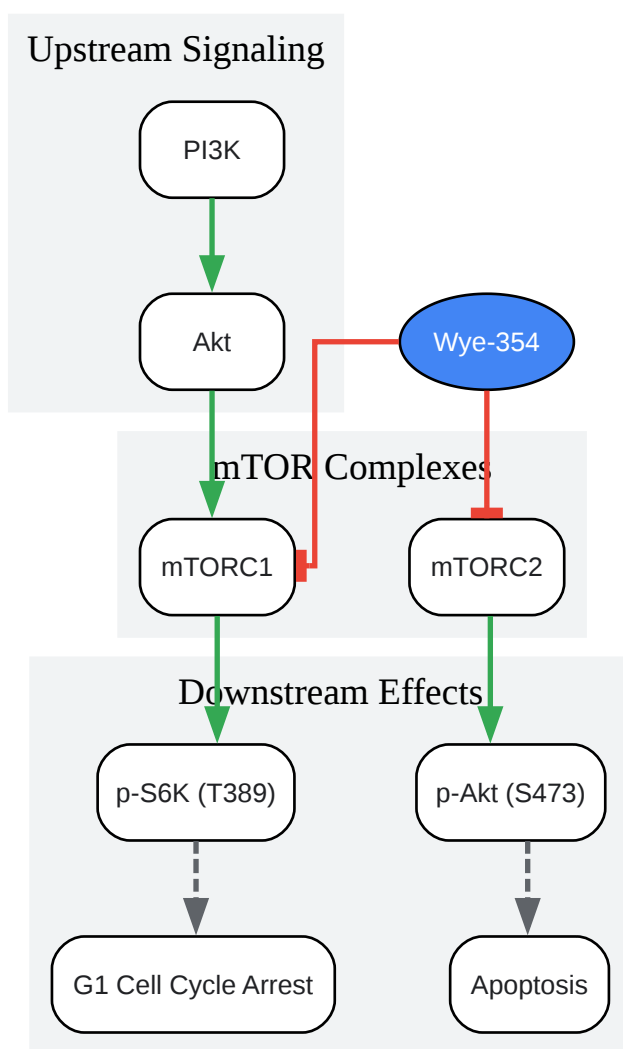 Upstream Signaling
PI3K
Akt
Wye-354
mTOR Complexes
mTORC1
mTORC2
Downstream Effects
p-S6K (T389)
p-Akt (S473)
G1 Cell Cycle Arrest
Apoptosis